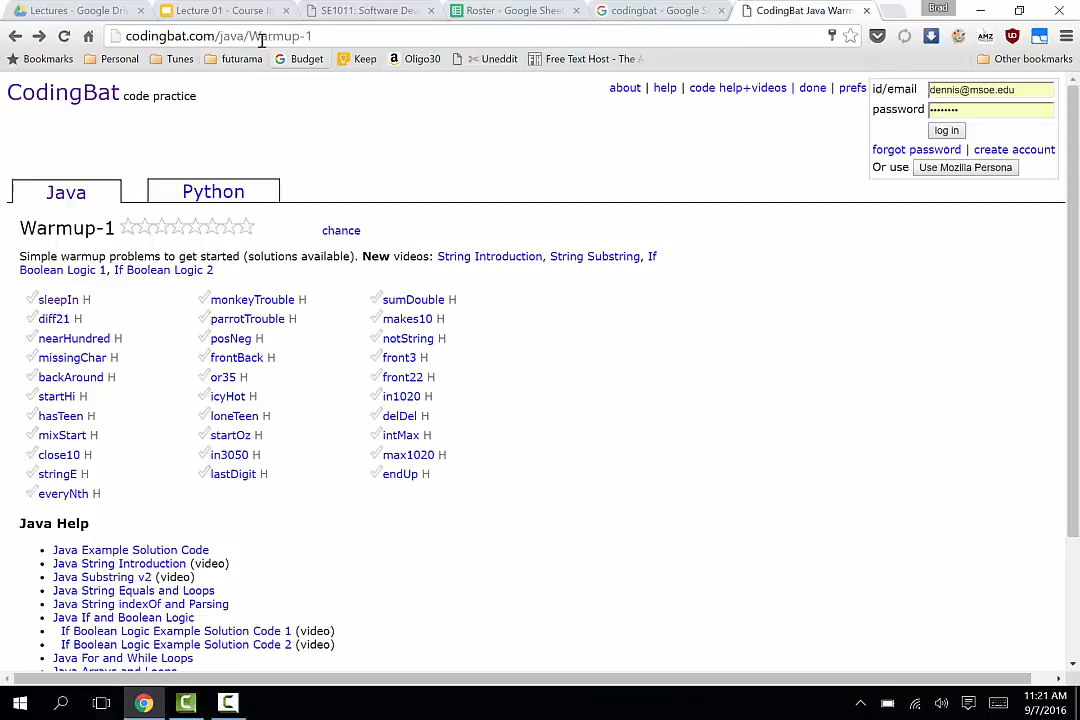 Lectures - Google Dri
Lecture 01 - Course In
SE1011: Software Dev
Roster - Google Sheet
codingbat - Google Se
CodingBat Java Warm
Brad
codingbat.com/java/Warmup-1
Bookmarks
Personal
Tunes
futurama
Budget
Keep
Oligo30
Uneddit
Free Text Host - The A
Other bookmarks
CodingBat code practice
about | help | code help+videos | done | prefs
id/email dennis@msoe.edu
password ••••••••
log in
forgot password | create account
Or use Use Mozilla Persona
Java
Python
Warmup-1
chance
Simple warmup problems to get started (solutions available). New videos: String Introduction, String Substring, If
Boolean Logic 1, If Boolean Logic 2
sleepIn H monkeyTrouble H sumDouble H
diff21 H parrotTrouble H makes10 H
nearHundred H posNeg H notString H
missingChar H frontBack H front3 H
backAround H or35 H front22 H
startHi H icyHot H in1020 H
hasTeen H loneTeen H delDel H
mixStart H startOz H intMax H
close10 H in3050 H max1020 H
stringE H lastDigit H endUp H
everyNth H
Java Help
• Java Example Solution Code
• Java String Introduction (video)
• Java Substring v2 (video)
• Java String Equals and Loops
• Java String indexOf and Parsing
• Java If and Boolean Logic
• If Boolean Logic Example Solution Code 1 (video)
• If Boolean Logic Example Solution Code 2 (video)
• Java For and While Loops
• Java Arrays and Loops
11:21 AM
9/7/2016